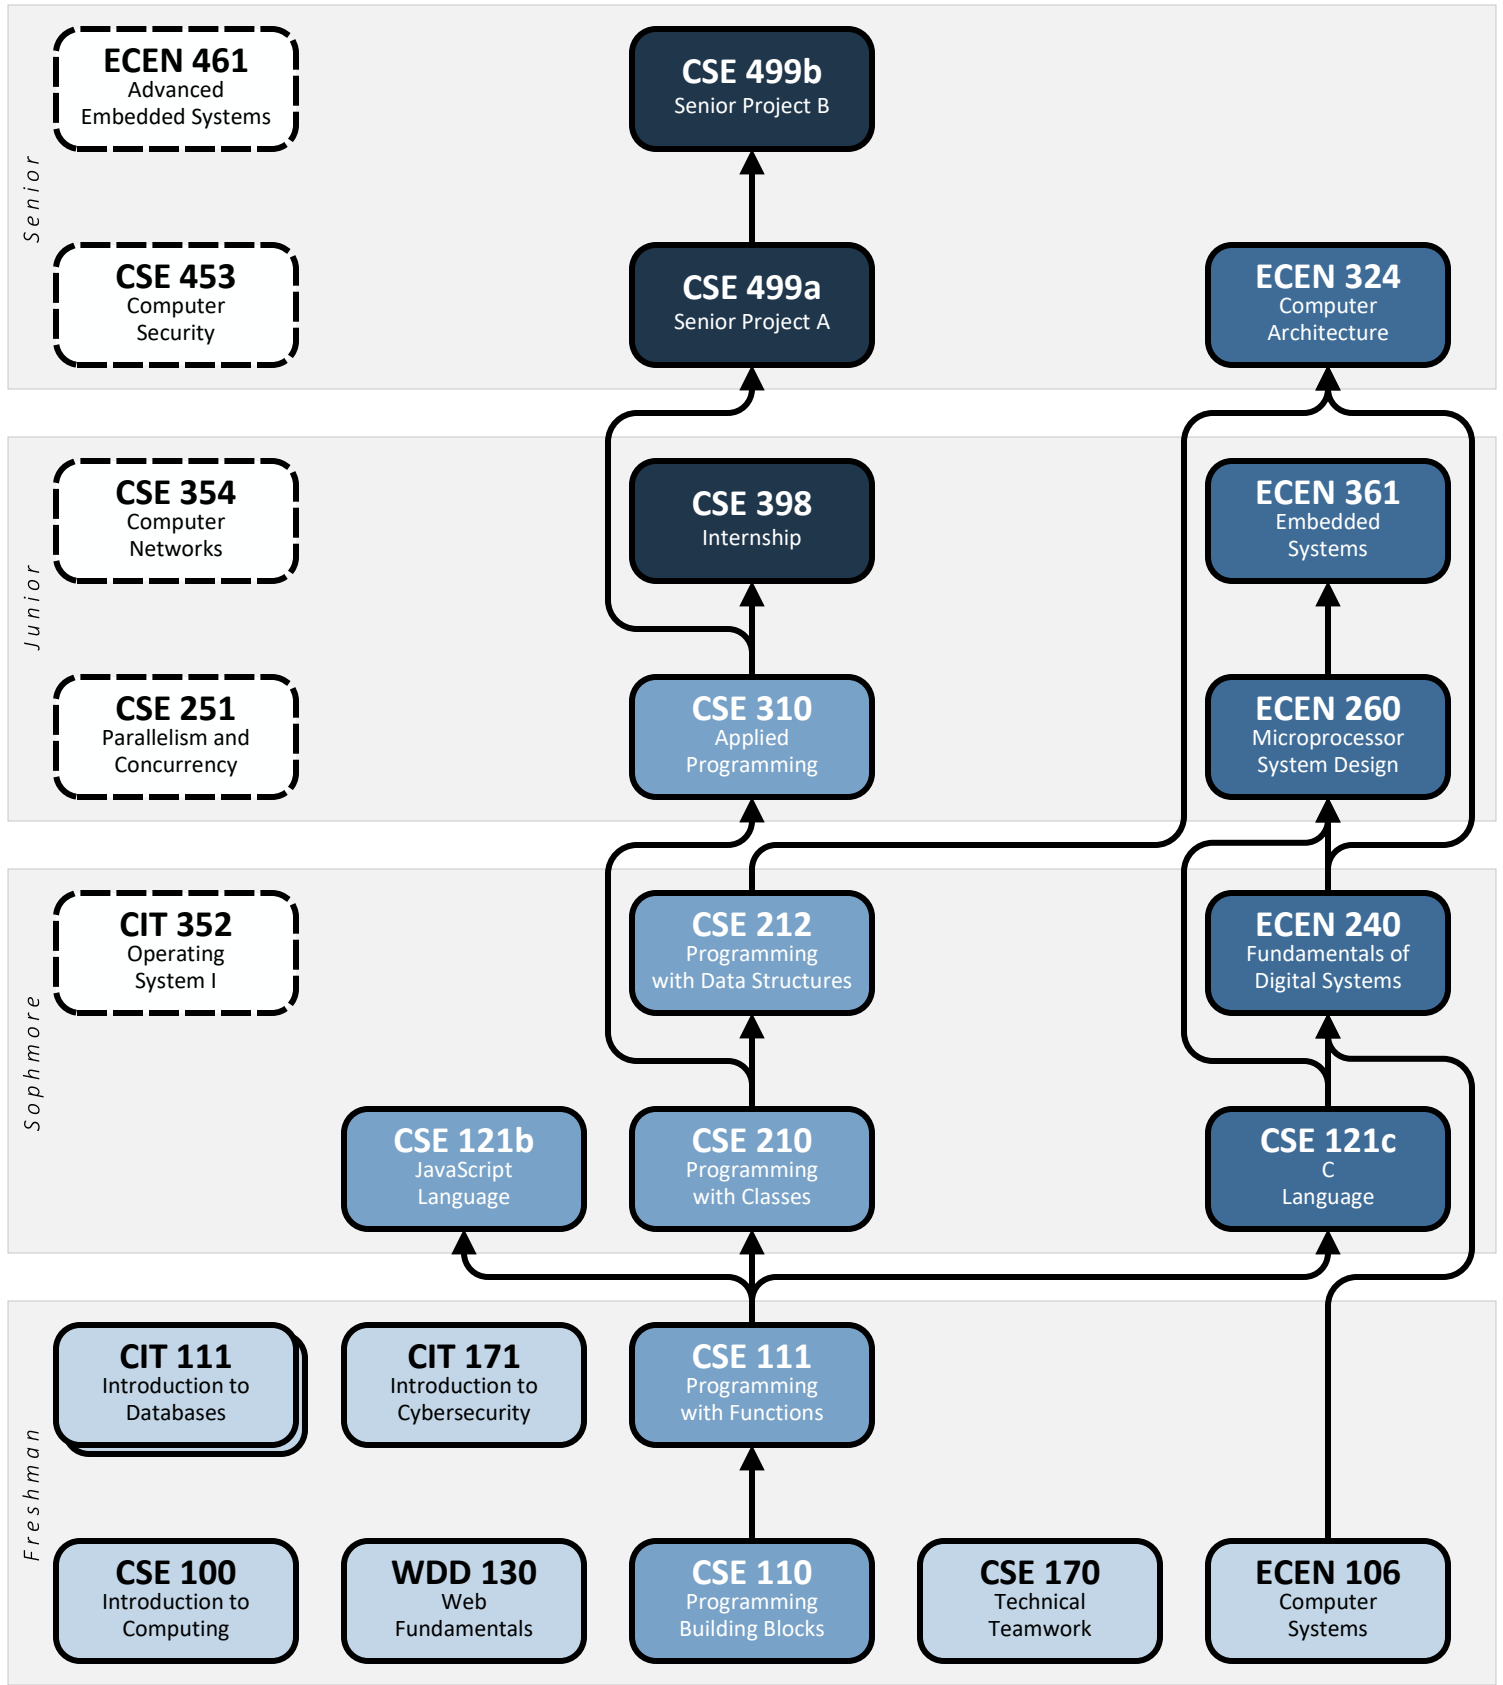 Senior
ECEN 461
Advanced
Embedded Systems
CSE 499b
Senior Project B
CSE 453
Computer
Security
CSE 499a
Senior Project A
ECEN 324
Computer
Architecture
Junior
CSE 354
Computer
Networks
CSE 398
Internship
ECEN 361
Embedded
Systems
CSE 251
Parallelism and
Concurrency
CSE 310
Applied
Programming
ECEN 260
Microprocessor
System Design
Sophmore
CIT 352
Operating
System I
CSE 212
Programming
with Data Structures
ECEN 240
Fundamentals of
Digital Systems
CSE 121b
JavaScript
Language
CSE 210
Programming
with Classes
CSE 121c
C
Language
Freshman
CIT 111
Introduction to
Databases
CIT 171
Introduction to
Cybersecurity
CSE 111
Programming
with Functions
CSE 100
Introduction to
Computing
WDD 130
Web
Fundamentals
CSE 110
Programming
Building Blocks
CSE 170
Technical
Teamwork
ECEN 106
Computer
Systems